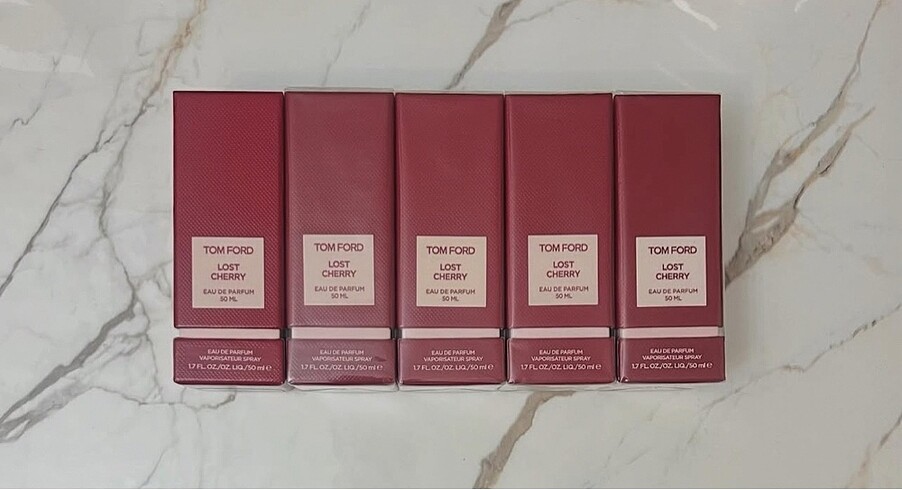 TOM FORD
LOST
CHERRY
EAU DE PARFUM
50 ML
EAU DE PARFUM
VAPORISATEUR SPRAY
1.7 FL. OZ./OZ. LIQ./50 ml e
TOM FORD
LOST
CHERRY
EAU DE PARFUM
50 ML
EAU DE PARFUM
VAPORISATEUR SPRAY
1.7 FL. OZ./OZ. LIQ./50 ml e
TOM FORD
LOST
CHERRY
EAU DE PARFUM
50 ML
EAU DE PARFUM
VAPORISATEUR SPRAY
1.7 FL. OZ./OZ. LIQ./50 ml e
TOM FORD
LOST
CHERRY
EAU DE PARFUM
50 ML
EAU DE PARFUM
VAPORISATEUR SPRAY
1.7 FL. OZ./OZ. LIQ./50 ml e
TOM FORD
LOST
CHERRY
EAU DE PARFUM
50 ML
EAU DE PARFUM
VAPORISATEUR SPRAY
1.7 FL. OZ./OZ. LIQ./50 ml e